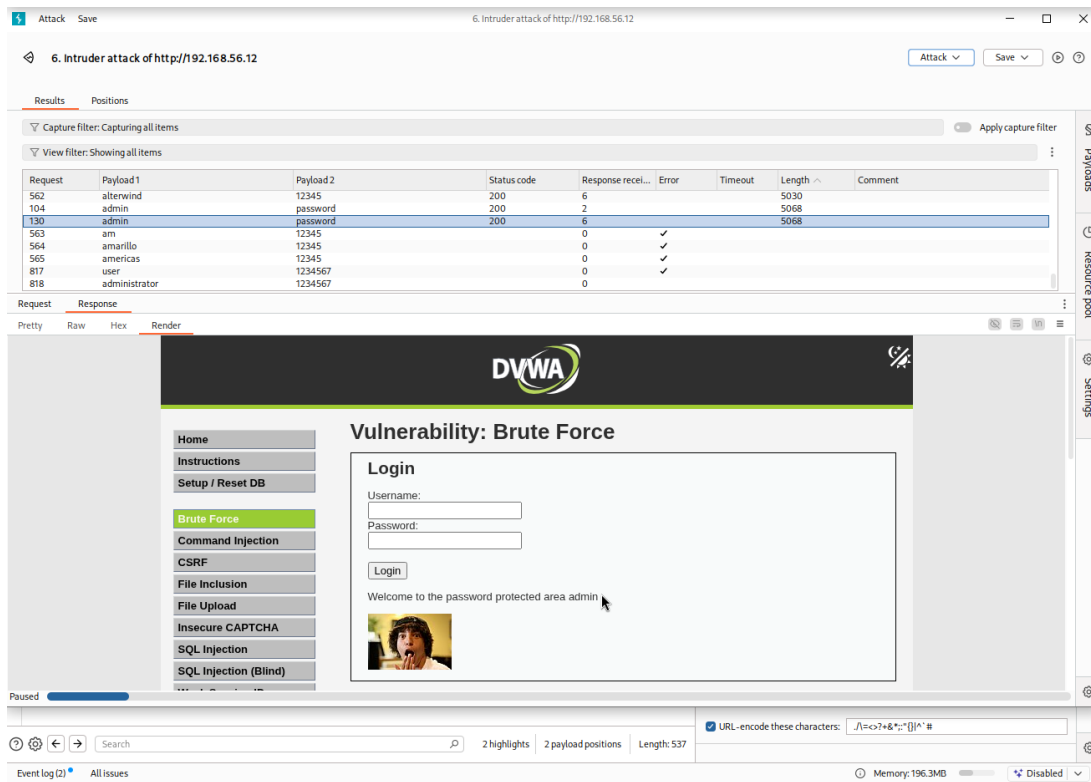 Attack Save 6. Intruder attack of http://192.168.56.12
6. Intruder attack of http://192.168.56.12 Attack Save
Results Positions
Capture filter: Capturing all items Apply capture filter
View filter: Showing all items
Payloads
Resource pool
Settings
Request Payload 1 Payload 2 Status code Response recei... Error Timeout Length Comment
562 alterwind 12345 200 6 5030
104 admin password 200 2 5068
130 admin password 200 6 5068
563 am 12345 0 ✓
564 amarillo 12345 0 ✓
565 americas 12345 0 ✓
817 user 1234567 0 ✓
818 administrator 1234567 0
Request Response
Pretty Raw Hex Render
\n
DVWA
Home
Instructions
Setup / Reset DB
Brute Force
Command Injection
CSRF
File Inclusion
File Upload
Insecure CAPTCHA
SQL Injection
SQL Injection (Blind)
Vulnerability: Brute Force
Login
Username:
Password:
Login
Welcome to the password protected area admin
Paused
URL-encode these characters: ./\=<>?+&*;:"{}|^`#
Search 2 highlights 2 payload positions Length: 537
Event log (2) All issues Memory: 196.3MB Disabled